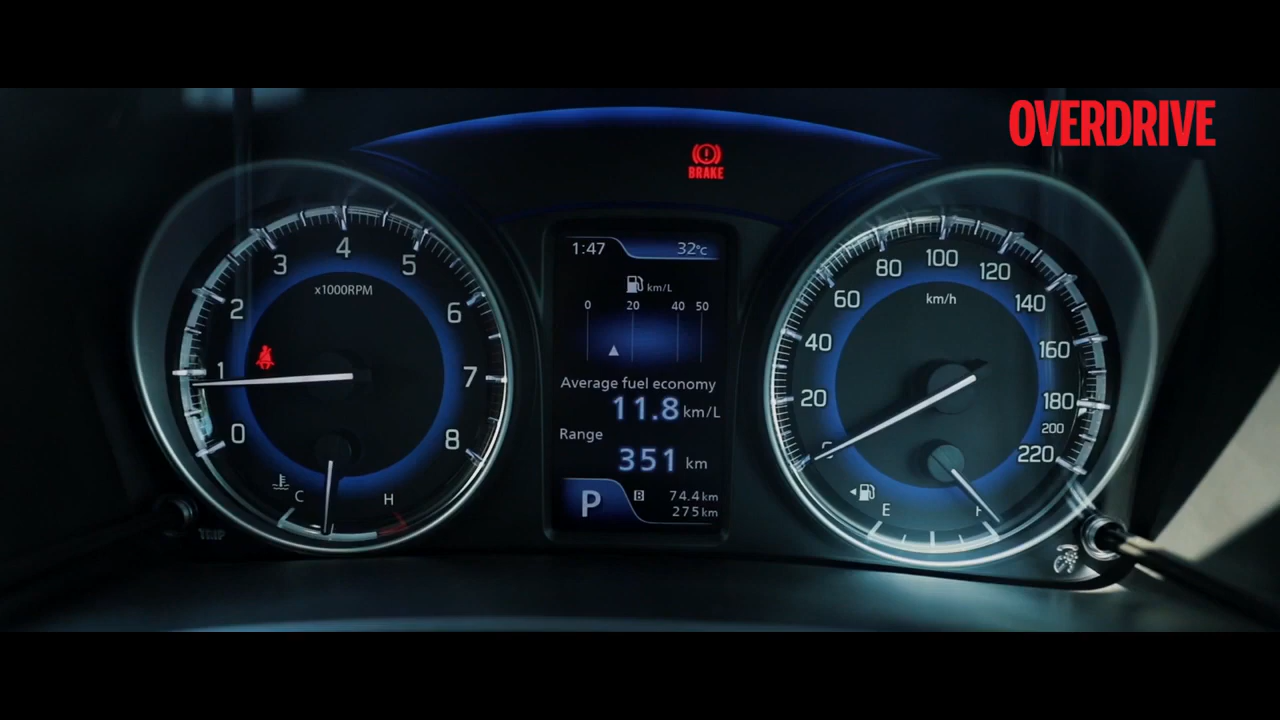 OVERDRIVE
BRAKE
1:47 32°C
km/L
0 20 40 50
Average fuel economy
11.8 km/L
Range
351 km
P B 74.4 km
275 km
0 1 2 3 4 5 6 7 8
x1000RPM
C H
20 40 60 80 100 120 140 160 180 200 220
km/h
E F